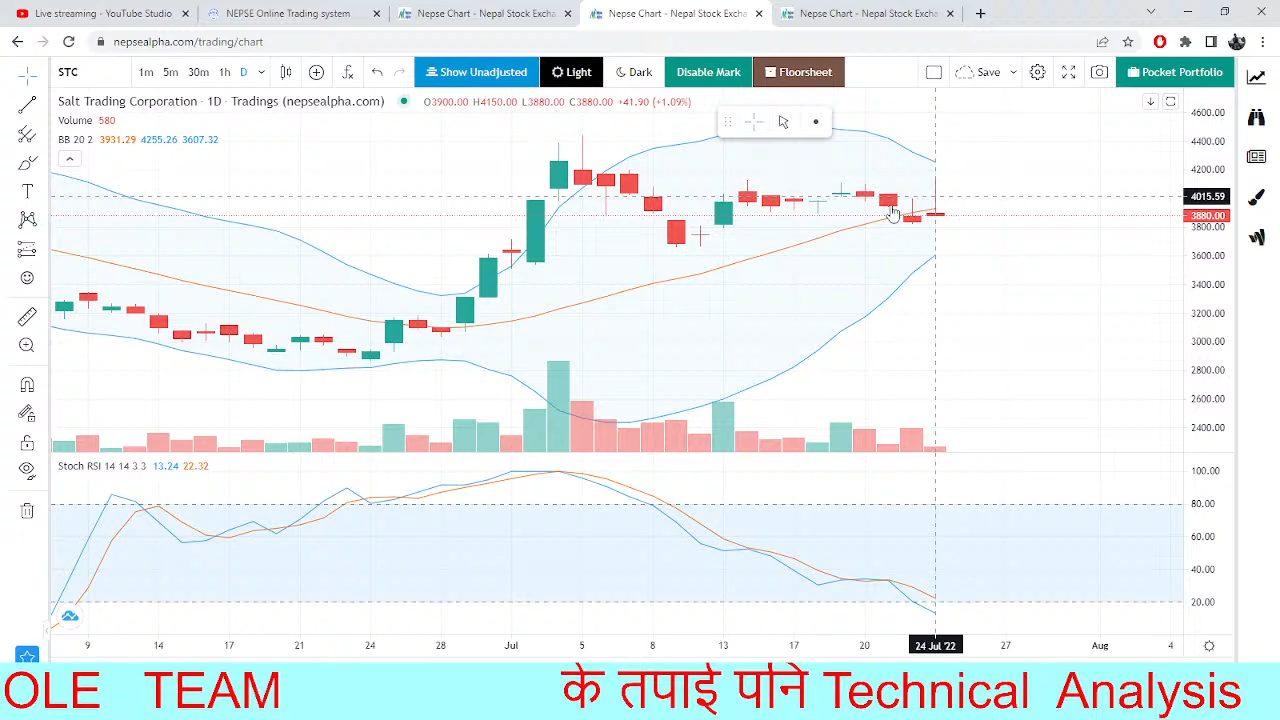 Live streaming - YouTube Studio
NEPSE Online Trading system
Nepse Chart - Nepal Stock Excha
Nepse Chart - Nepal Stock Excha
Nepse Chart - Nepal Stock Excha
nepsealpha.com/trading/chart
STC 1m 5m 30m 1h D Show Unadjusted Light Dark Disable Mark Floorsheet Save Pocket Portfolio
Salt Trading Corporation · 1D · Tradings (nepsealpha.com) O3900.00 H4150.00 L3880.00 C3880.00 +41.90 (+1.09%)
Volume 580
BB 20 2 3931.29 4255.26 3607.32
4600.00
4400.00
4200.00
4015.59
3880.00
3800.00
3600.00
3400.00
3200.00
3000.00
2800.00
2600.00
2400.00
Stoch RSI 14 14 3 3 13.24 22.32
100.00
80.00
60.00
40.00
20.00
9 14 17 21 24 28 Jul 5 8 13 17 20 24 Jul '22 27 Aug 4
OLE TEAM के तपाई पनि Technical Analysis